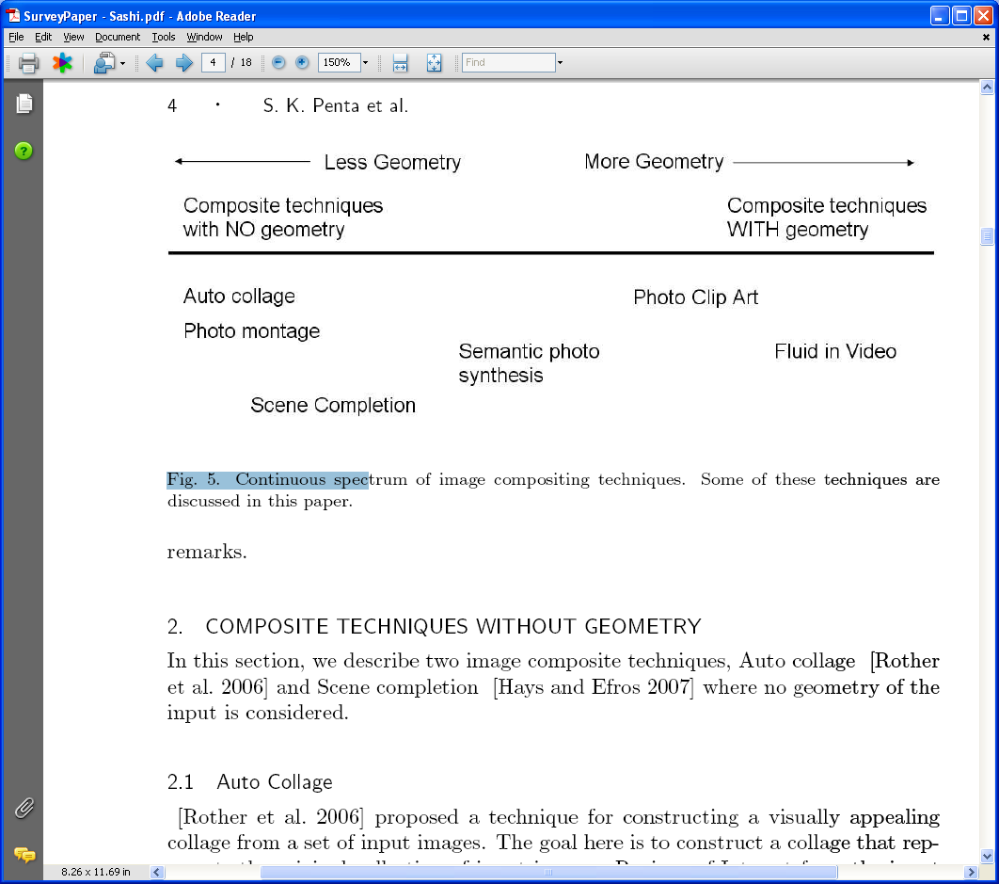 SurveyPaper - Sashi.pdf - Adobe Reader
File Edit View Document Tools Window Help
4 / 18 150% Find
4 · S. K. Penta et al.
Less Geometry More Geometry
Composite techniques Composite techniques
with NO geometry WITH geometry
Auto collage Photo Clip Art
Photo montage
Semantic photo Fluid in Video
synthesis
Scene Completion
Fig. 5. Continuous spectrum of image compositing techniques. Some of these techniques are
discussed in this paper.
remarks.
2. COMPOSITE TECHNIQUES WITHOUT GEOMETRY
In this section, we describe two image composite techniques, Auto collage [Rother
et al. 2006] and Scene completion [Hays and Efros 2007] where no geometry of the
input is considered.
2.1 Auto Collage
[Rother et al. 2006] proposed a technique for constructing a visually appealing
collage from a set of input images. The goal here is to construct a collage that rep-
8.26 x 11.69 in